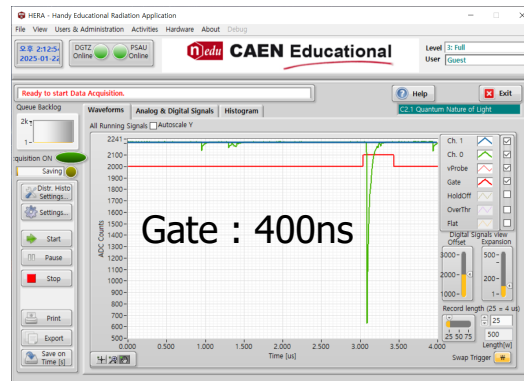 HERA - Handy Educational Radiation Application
File View Users & Administration Activities Hardware About Debug
오후 2:12:54
2025-01-22
DGTZ
Online
PSAU
Online
n)edu CAEN Educational
Level 3: Full
User Guest
Ready to start Data Acquisition.
Help
Exit
Queue Backlog
Waveforms
Analog & Digital Signals
Histogram
C2.1 Quantum Nature of Light
All Running Signals Autoscale Y
2k
1
quisition ON
Saving
Distr. Histo
Settings...
Settings...
Start
Pause
Stop
Print
Export
Save on
Time [s]
ADC Counts
2241
2100
2000
1900
1800
1700
1600
1500
1400
1300
1200
1100
1000
900
800
700
600
500
Gate : 400ns
0.000 0.500 1.000 1.500 2.000 2.500 3.000 3.500 4.000
Time [us]
Ch. 1
Ch. 0
vProbe
Gate
HoldOff
OverThr
Flat
Digital Signals view
Offset Expansion
3000
2000
1000
500
200
1
Record length (25 = 4 us)
25 50 75
25
500
Length[w]
Swap Trigger